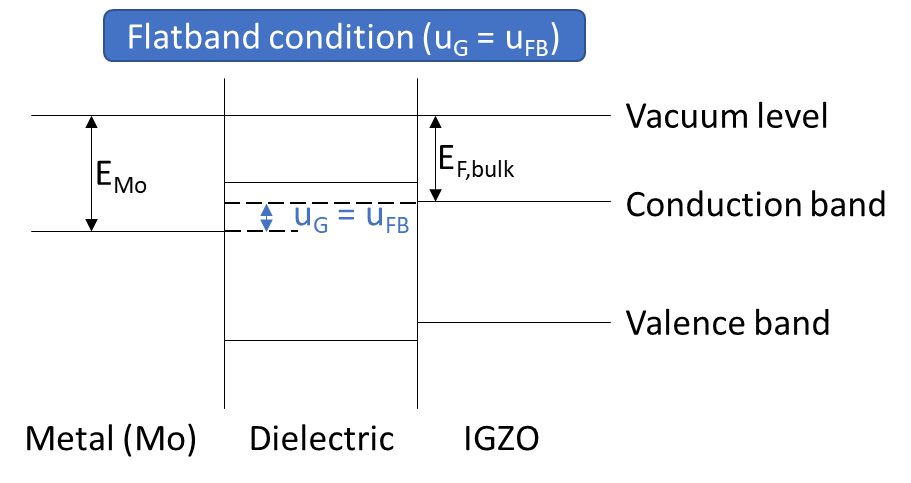 Flatband condition (uG = uFB)
Vacuum level
EMo
EF,bulk
Conduction band
uG = uFB
Valence band
Metal (Mo)
Dielectric
IGZO